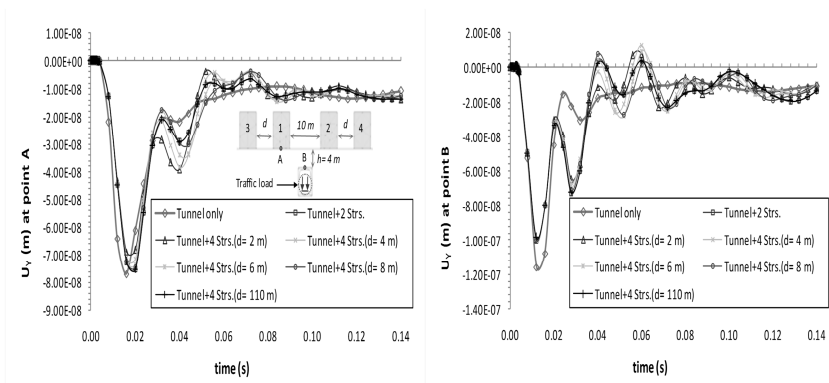 1.00E-08
0.00E+00
-1.00E-08
-2.00E-08
-3.00E-08
-4.00E-08
-5.00E-08
-6.00E-08
-7.00E-08
-8.00E-08
-9.00E-08
U_Y (m) at point A
3
d
1
10 m
2
d
4
A
B
h= 4 m
Traffic load
Tunnel only
Tunnel+2 Strs.
Tunnel+4 Strs.(d= 2 m)
Tunnel+4 Strs.(d= 4 m)
Tunnel+4 Strs.(d= 6 m)
Tunnel+4 Strs.(d= 8 m)
Tunnel+4 Strs.(d= 110 m)
0.00 0.02 0.04 0.06 0.08 0.10 0.12 0.14
time (s)
2.00E-08
0.00E+00
-2.00E-08
-4.00E-08
-6.00E-08
-8.00E-08
-1.00E-07
-1.20E-07
-1.40E-07
U_Y (m) at point B
Tunnel only
Tunnel+2 Strs.
Tunnel+4 Strs.(d= 2 m)
Tunnel+4 Strs.(d= 4 m)
Tunnel+4 Strs.(d= 6 m)
Tunnel+4 Strs.(d= 8 m)
Tunnel+4 Strs.(d= 110 m)
0.00 0.02 0.04 0.06 0.08 0.10 0.12 0.14
time (s)